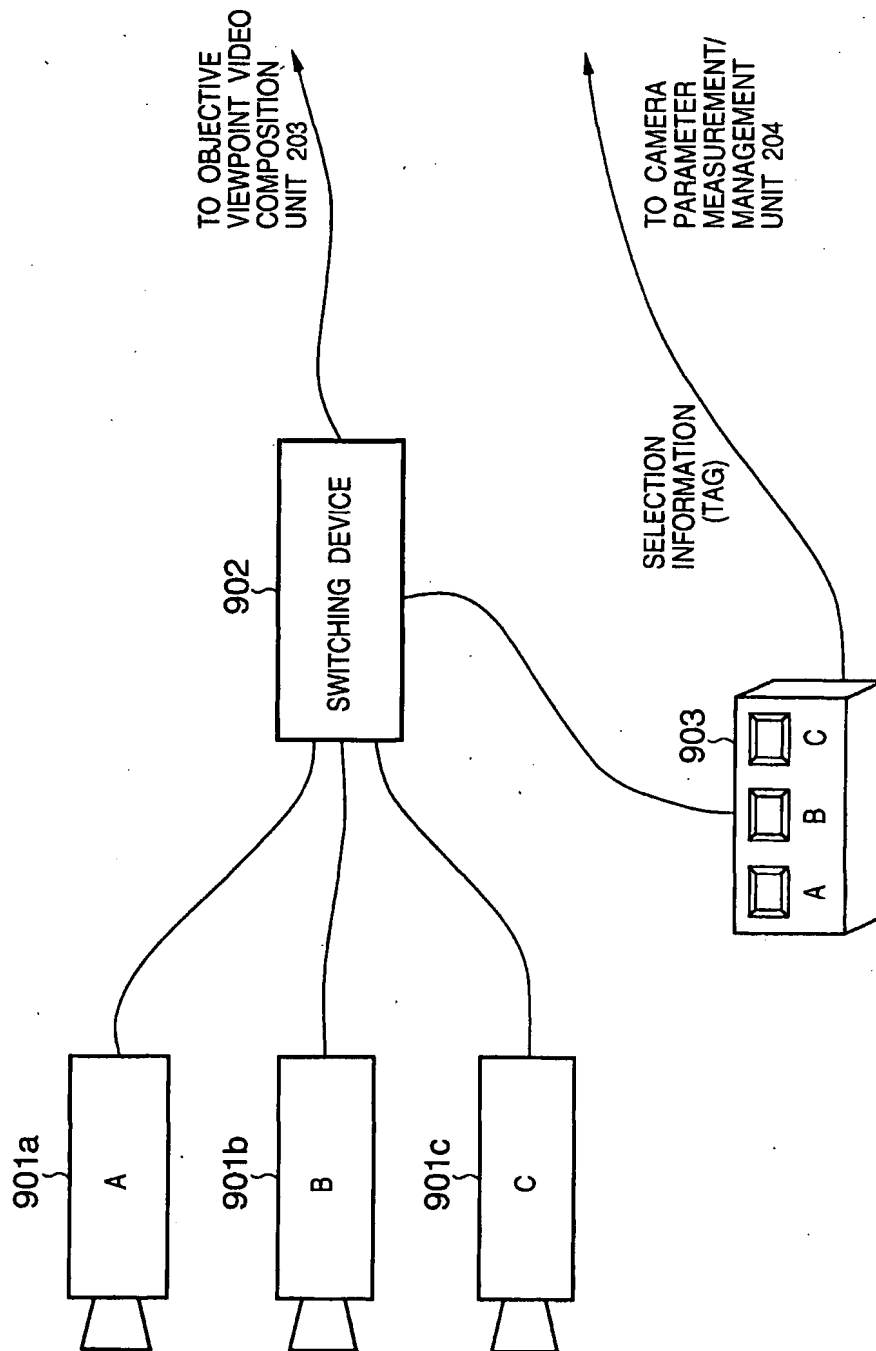 901a
A
901b
B
901c
C
902
SWITCHING DEVICE
TO OBJECTIVE
VIEWPOINT VIDEO
COMPOSITION
UNIT 203
903
A
B
C
SELECTION
INFORMATION
(TAG)
TO CAMERA
PARAMETER
MEASUREMENT/
MANAGEMENT
UNIT 204